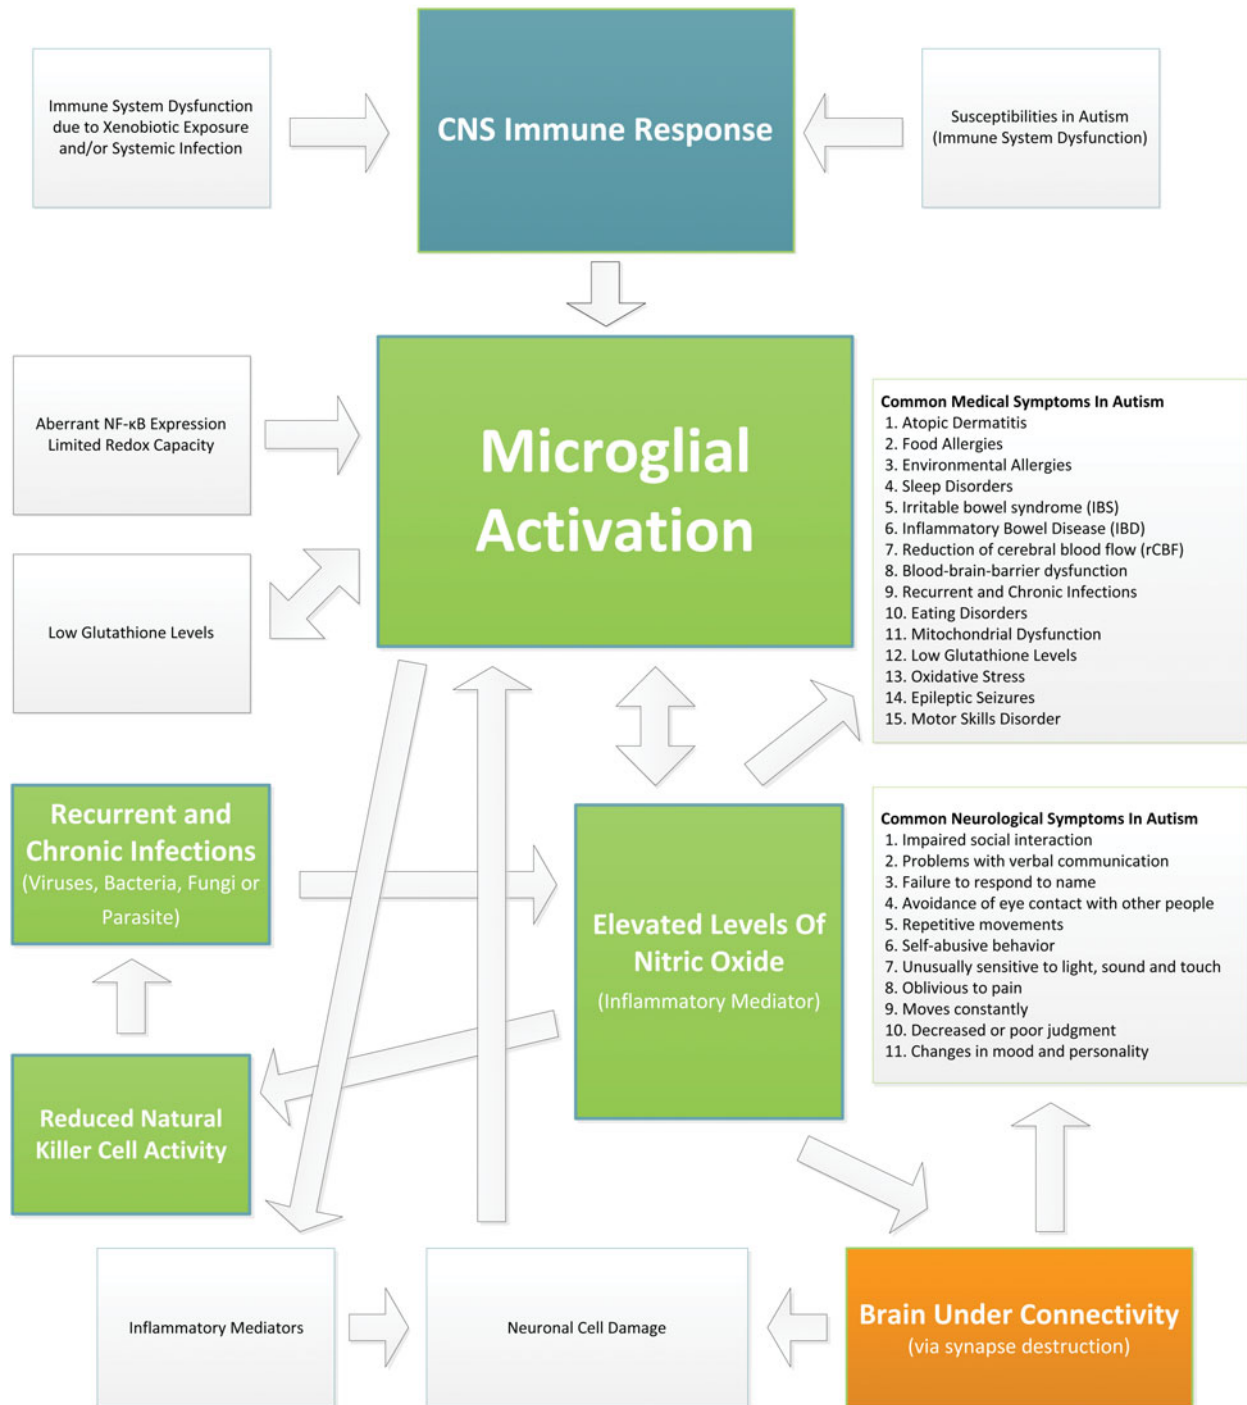 Immune System Dysfunction
due to Xenobiotic Exposure
and/or Systemic Infection
CNS Immune Response
Susceptibilities in Autism
(Immune System Dysfunction)
Aberrant NF-κB Expression
Limited Redox Capacity
Microglial
Activation
Low Glutathione Levels
Common Medical Symptoms In Autism
1. Atopic Dermatitis
2. Food Allergies
3. Environmental Allergies
4. Sleep Disorders
5. Irritable bowel syndrome (IBS)
6. Inflammatory Bowel Disease (IBD)
7. Reduction of cerebral blood flow (rCBF)
8. Blood-brain-barrier dysfunction
9. Recurrent and Chronic Infections
10. Eating Disorders
11. Mitochondrial Dysfunction
12. Low Glutathione Levels
13. Oxidative Stress
14. Epileptic Seizures
15. Motor Skills Disorder
Recurrent and
Chronic Infections
(Viruses, Bacteria, Fungi or
Parasite)
Elevated Levels Of
Nitric Oxide
(Inflammatory Mediator)
Common Neurological Symptoms In Autism
1. Impaired social interaction
2. Problems with verbal communication
3. Failure to respond to name
4. Avoidance of eye contact with other people
5. Repetitive movements
6. Self-abusive behavior
7. Unusually sensitive to light, sound and touch
8. Oblivious to pain
9. Moves constantly
10. Decreased or poor judgment
11. Changes in mood and personality
Reduced Natural
Killer Cell Activity
Inflammatory Mediators
Neuronal Cell Damage
Brain Under Connectivity
(via synapse destruction)